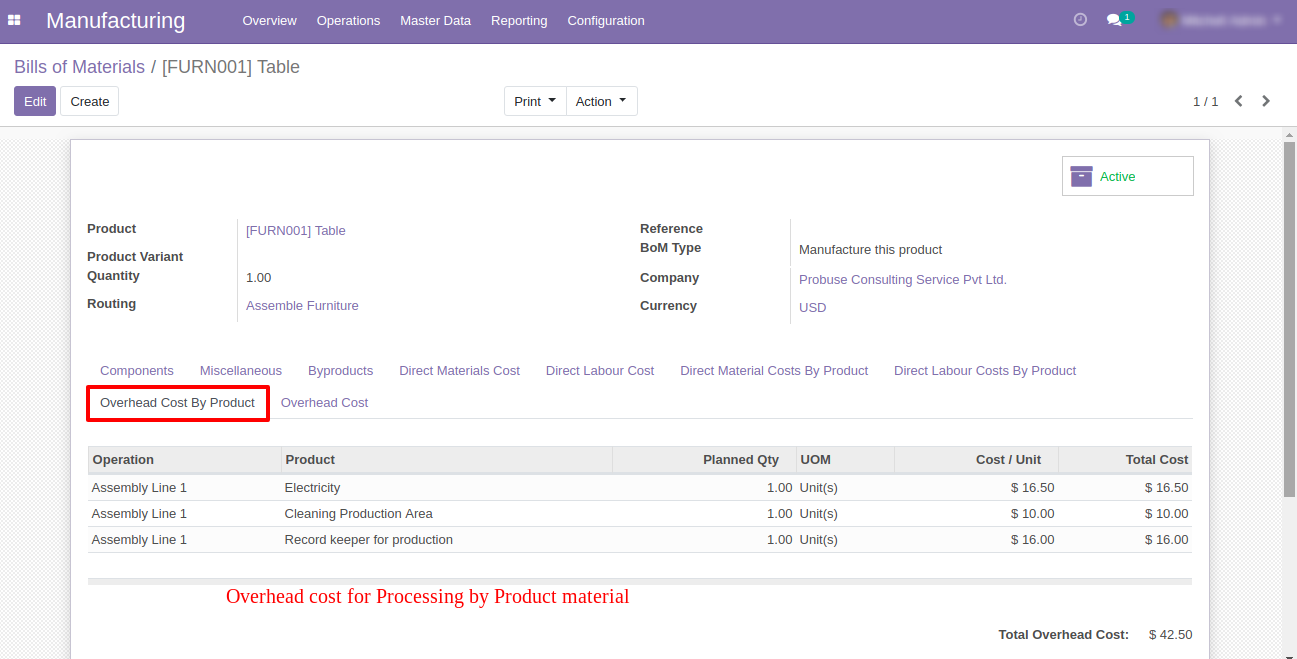 Manufacturing Overview Operations Master Data Reporting Configuration 1
Bills of Materials / [FURN001] Table
Edit Create Print Action 1 / 1
Active
Product [FURN001] Table Reference
BoM Type Manufacture this product
Product Variant
Quantity 1.00 Company Probuse Consulting Service Pvt Ltd.
Routing Assemble Furniture Currency USD
Components Miscellaneous Byproducts Direct Materials Cost Direct Labour Cost Direct Material Costs By Product Direct Labour Costs By Product
Overhead Cost By Product Overhead Cost
Operation Product Planned Qty UOM Cost / Unit Total Cost
Assembly Line 1 Electricity 1.00 Unit(s) $ 16.50 $ 16.50
Assembly Line 1 Cleaning Production Area 1.00 Unit(s) $ 10.00 $ 10.00
Assembly Line 1 Record keeper for production 1.00 Unit(s) $ 16.00 $ 16.00
Overhead cost for Processing by Product material
Total Overhead Cost: $ 42.50